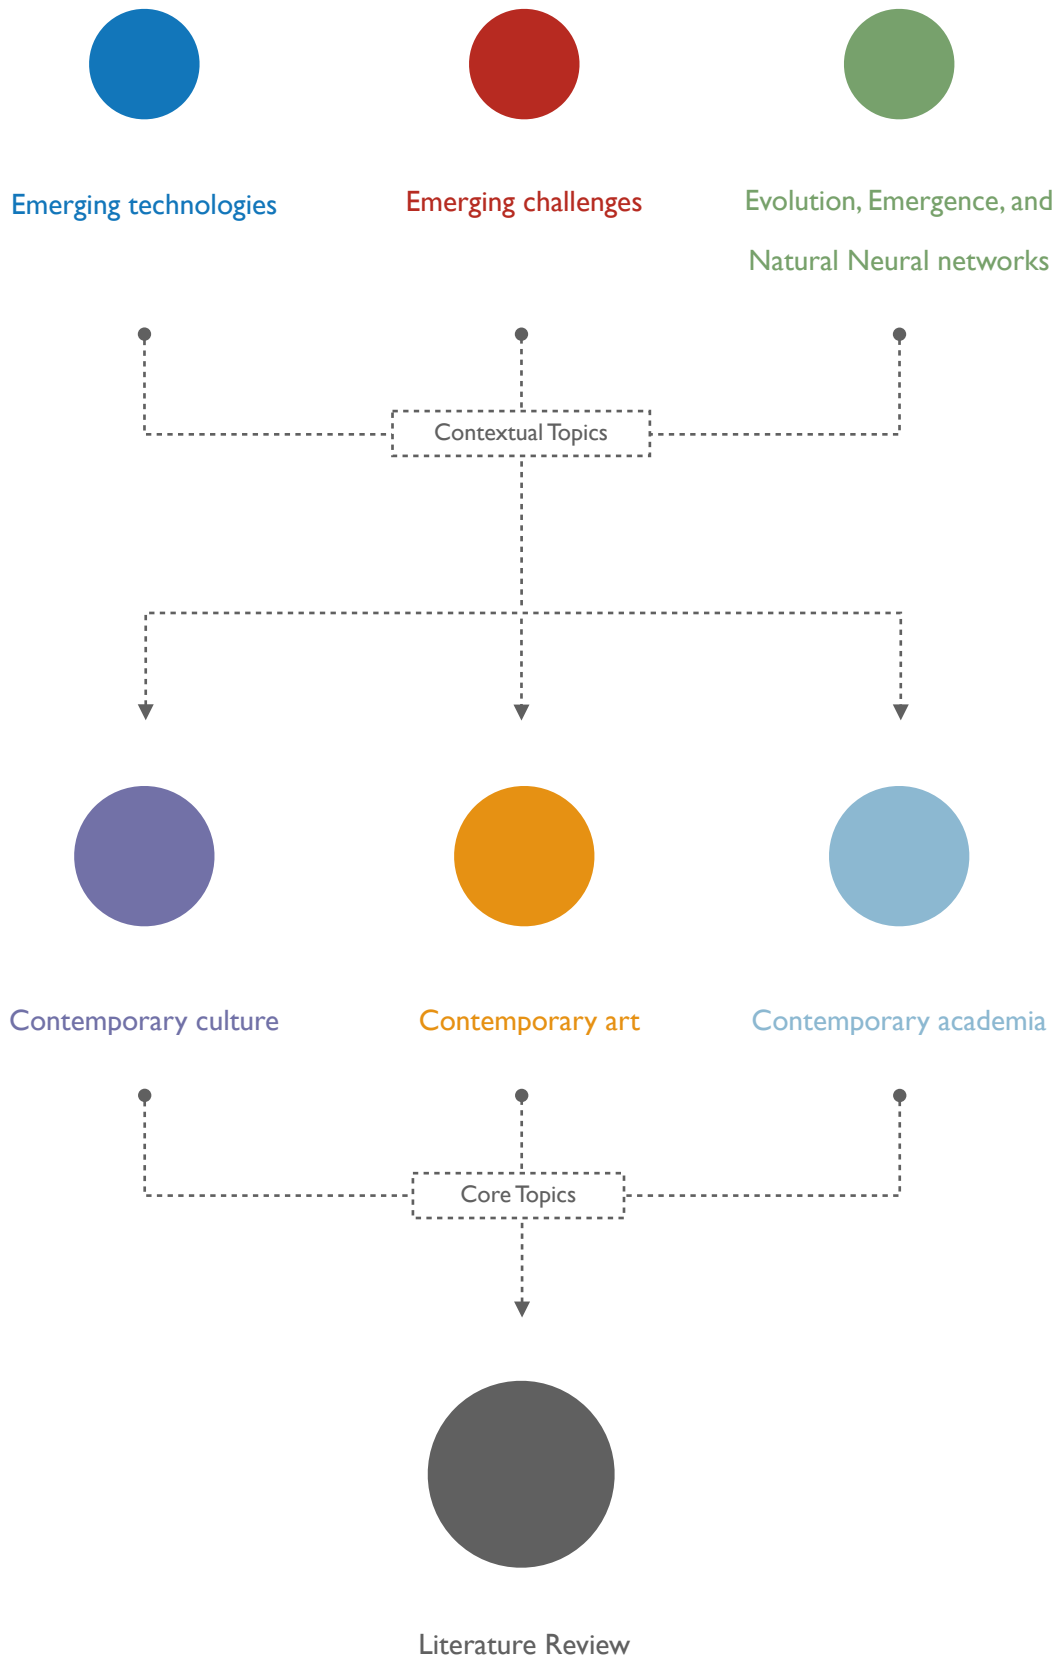 Emerging technologies
Emerging challenges
Evolution, Emergence, and
Natural Neural networks
Contextual Topics
Contemporary culture
Contemporary art
Contemporary academia
Core Topics
Literature Review